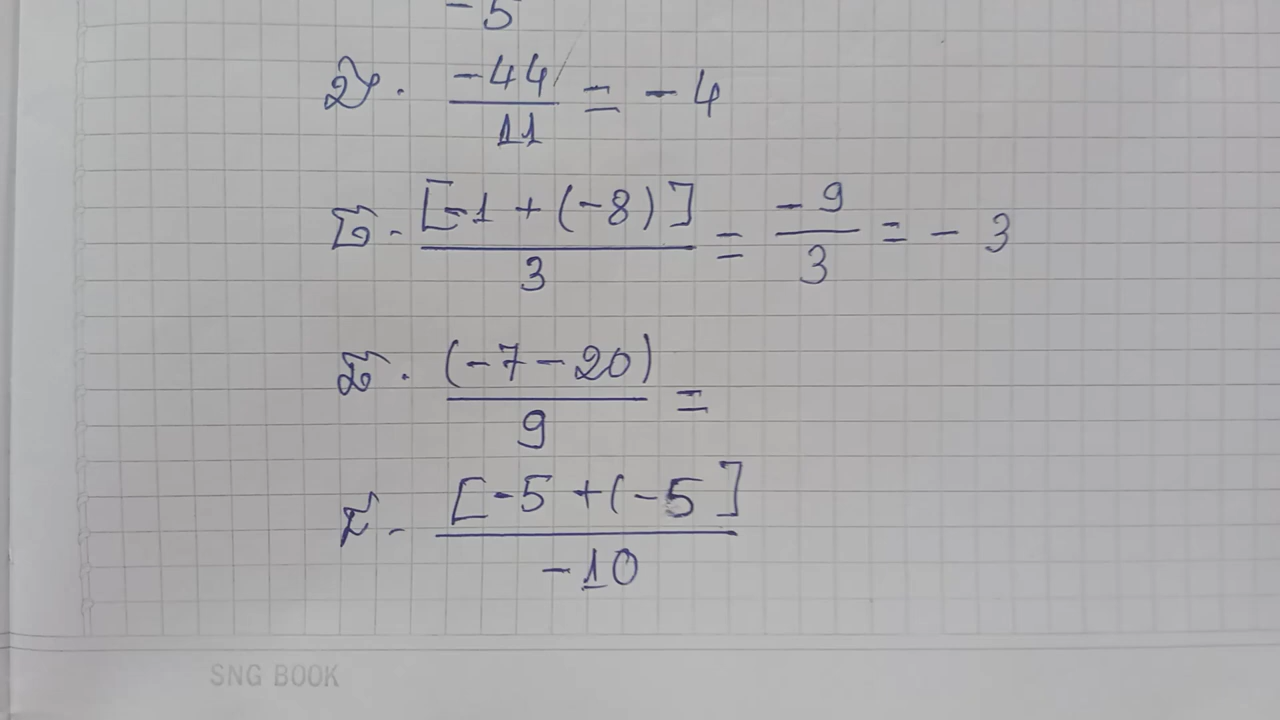 -5
-44/11 = -4
[-1 + (-8)]/3 = -9/3 = -3
(-7-20)/9 =
[-5+(-5]/-10
SNG BOOK